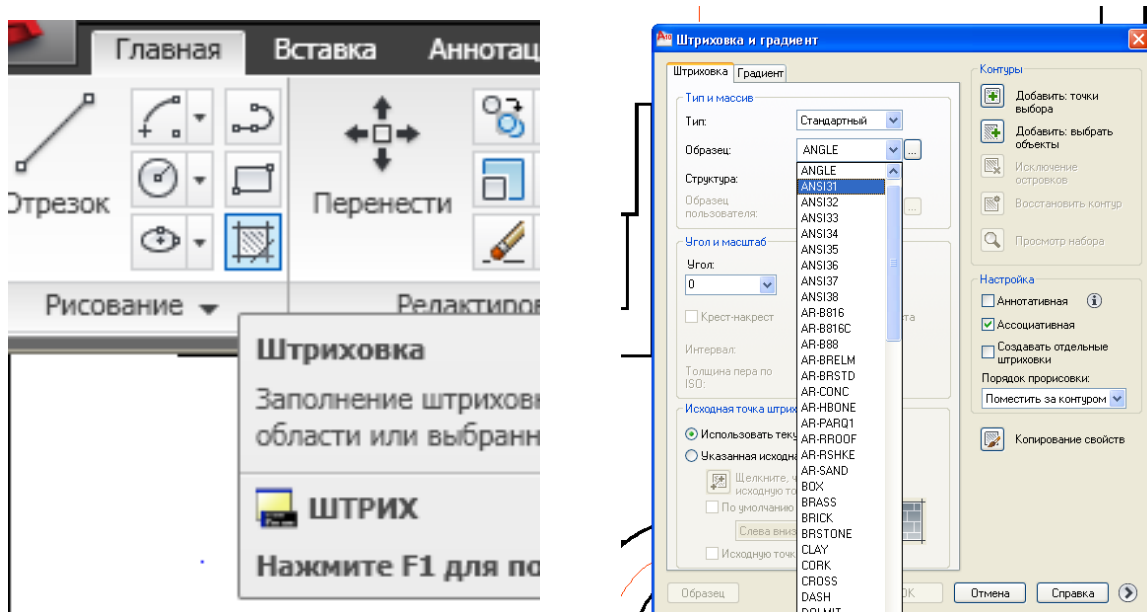 Главная Вставка Аннотац
Отрезок
Перенести
Рисование Редактиров
Штриховка
Заполнение штриховк
области или выбранн
ШТРИХ
Нажмите F1 для по
Штриховка и градиент
Штриховка Градиент
Тип и массив
Тип: Стандартный
Образец: ANGLE
Структура:
Образец
пользователя:
ANGLE
ANSI31
ANSI32
ANSI33
ANSI34
ANSI35
ANSI36
ANSI37
ANSI38
AR-B816
AR-B816C
AR-B88
AR-BRELM
AR-BRSTD
AR-CONC
AR-HBONE
AR-PARQ1
AR-RROOF
AR-RSHKE
AR-SAND
BOX
BRASS
BRICK
BRSTONE
CLAY
CORK
CROSS
DASH
DOLMIT
Угол и масштаб
Угол:
0
Крест-накрест
та
Интервал:
Толщина пера по
ISO:
Исходная точка штрих
Использовать теку
Указанная исходна
Щелкните, ч
исходную то
По умолчанию
Слева вниз
Исходную точк
Образец
ОК Отмена Справка
Контуры
Добавить: точки
выбора
Добавить: выбрать
объекты
Исключение
островков
Восстановить контур
Просмотр набора
Настройка
Аннотативная
Ассоциативная
Создавать отдельные
штриховки
Порядок прорисовки:
Поместить за контуром
Копирование свойств